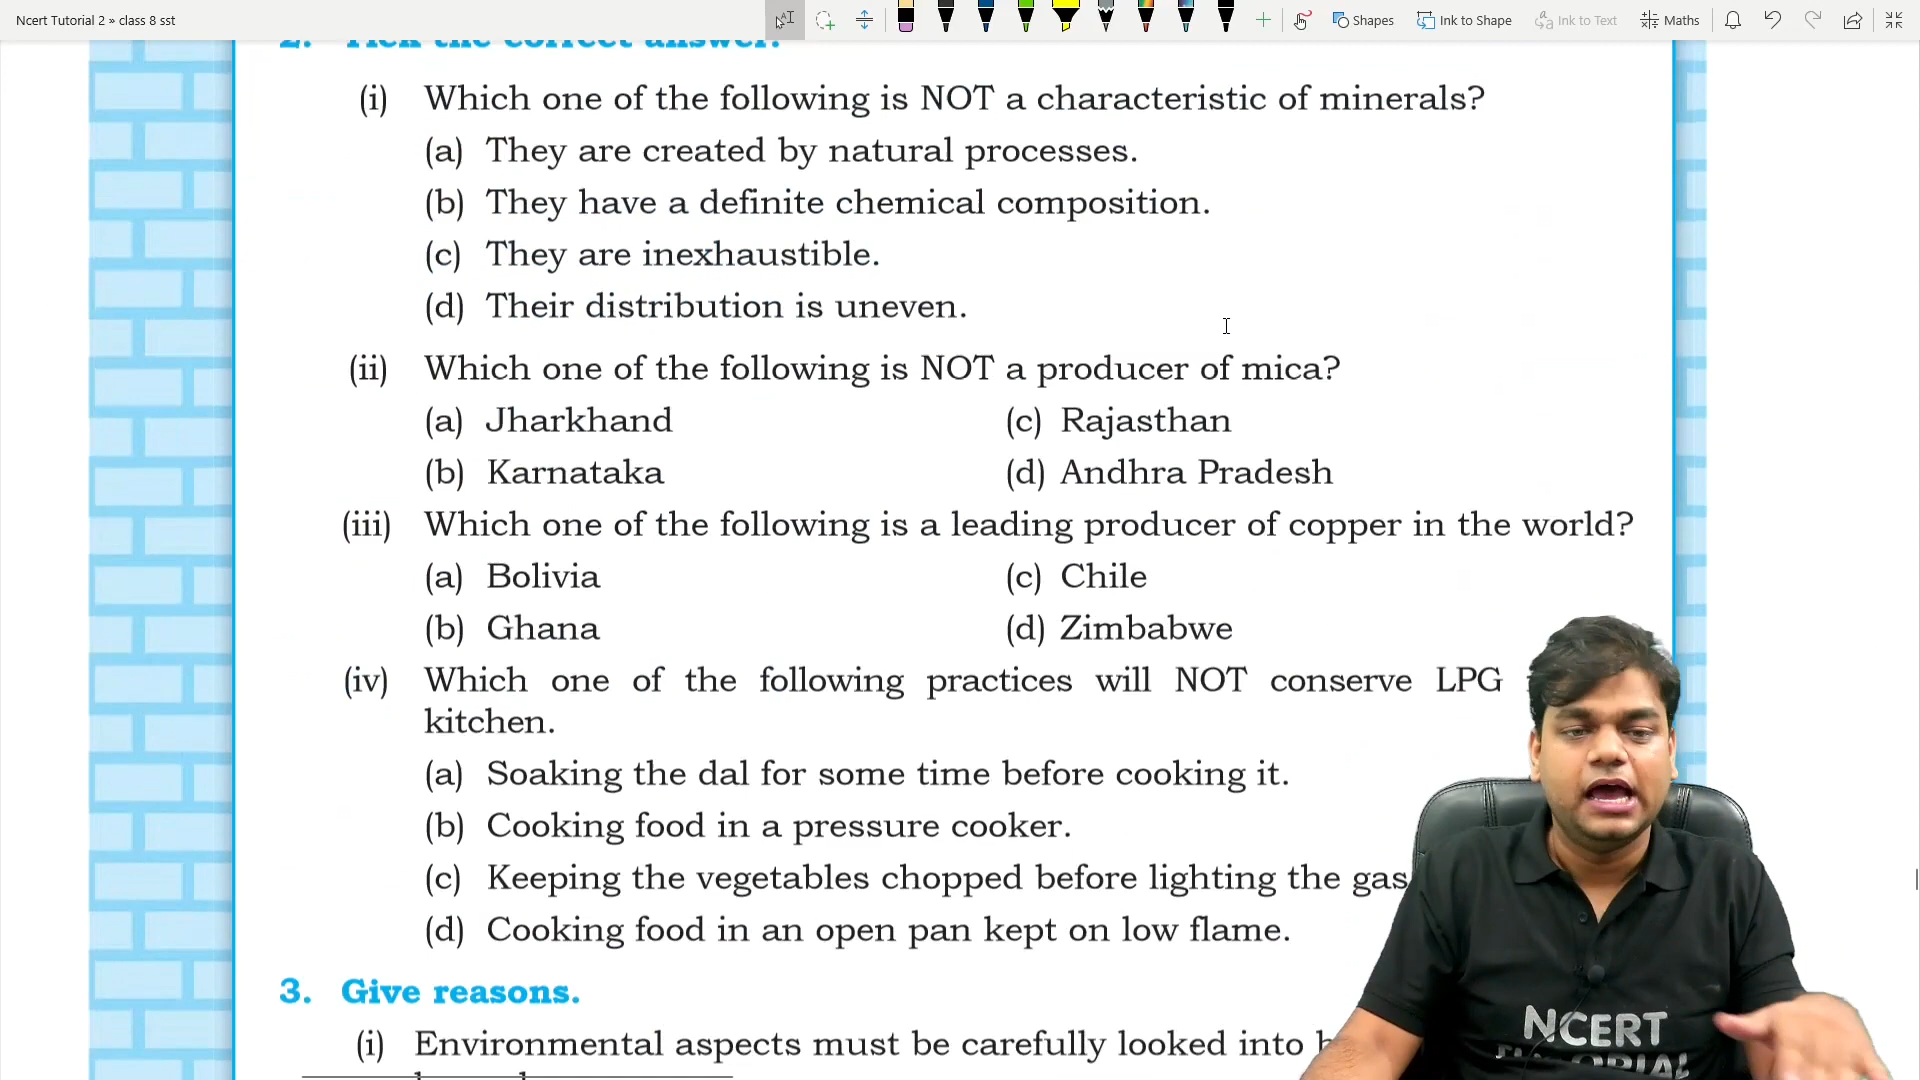 Ncert Tutorial 2 » class 8 sst
Shapes
Ink to Shape
Ink to Text
Maths
2. Tick the correct answer.
(i) Which one of the following is NOT a characteristic of minerals?
(a) They are created by natural processes.
(b) They have a definite chemical composition.
(c) They are inexhaustible.
(d) Their distribution is uneven.
(ii) Which one of the following is NOT a producer of mica?
(a) Jharkhand (c) Rajasthan
(b) Karnataka (d) Andhra Pradesh
(iii) Which one of the following is a leading producer of copper in the world?
(a) Bolivia (c) Chile
(b) Ghana (d) Zimbabwe
(iv) Which one of the following practices will NOT conserve LPG
kitchen.
(a) Soaking the dal for some time before cooking it.
(b) Cooking food in a pressure cooker.
(c) Keeping the vegetables chopped before lighting the gas
(d) Cooking food in an open pan kept on low flame.
3. Give reasons.
(i) Environmental aspects must be carefully looked into
NCERT
TUTORIAL